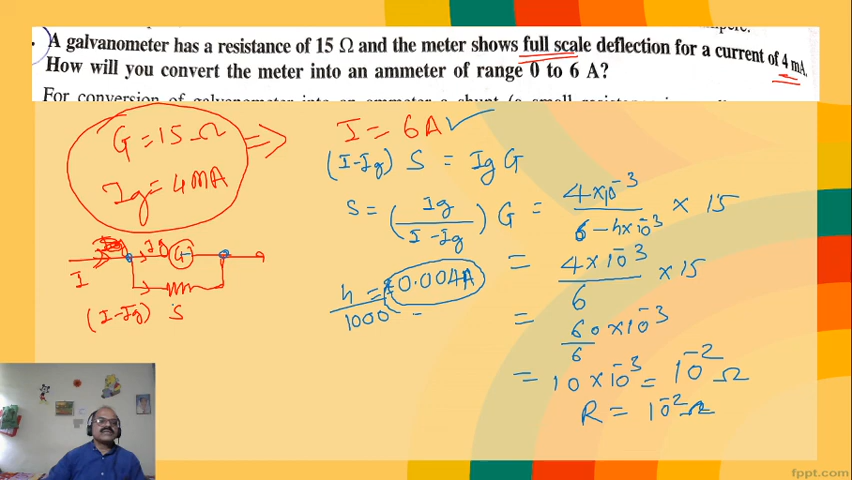 A galvanometer has a resistance of 15 Ω and the meter shows full scale deflection for a current of 4 mA.
How will you convert the meter into an ammeter of range 0 to 6 A?
G = 15 Ω
Ig = 4 mA
I = 6A ✓
(I-Ig) S = Ig G
S = (Ig / I-Ig) G = 4×10⁻³ / 6-4×10⁻³ × 15
= 4×10⁻³ / 6 × 15
= 60×10⁻³ / 6
= 10×10⁻³ = 10⁻² Ω
R = 10⁻² Ω
4 / 1000 = 0.004A
I Ig G
(I-Ig) S
fppt.com